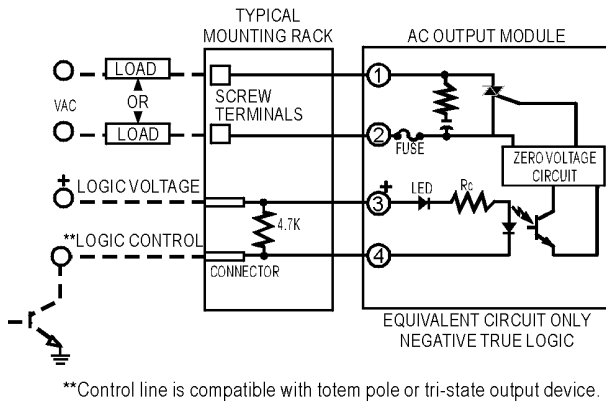 TYPICAL
MOUNTING RACK
AC OUTPUT MODULE
LOAD
OR
LOAD
VAC
SCREW
TERMINALS
1
2
FUSE
ZERO VOLTAGE
CIRCUIT
+
LOGIC VOLTAGE
3
+
LED
Rc
4.7K
**LOGIC CONTROL
CONNECTOR
4
EQUIVALENT CIRCUIT ONLY
NEGATIVE TRUE LOGIC
**Control line is compatible with totem pole or tri-state output device.